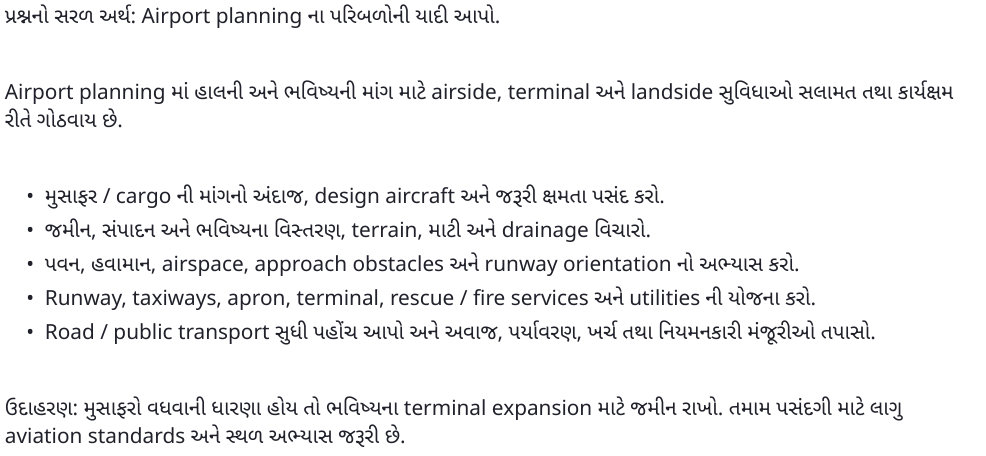 પ્રશ્નનો સરળ અર્થ: Airport planning ના પરિબળોની યાદી આપો.
Airport planning માં હાલની અને ભવિષ્યની માંગ માટે airside, terminal અને landside સુવિધાઓ સલામત તથા કાર્યક્ષમ
રીતે ગોઠવાય છે.
• મુસાફર / cargo ની માંગનો અંદાજ, design aircraft અને જરૂરી ક્ષમતા પસંદ કરો.
• જમીન, સંપાદન અને ભવિષ્યના વિસ્તરણ, terrain, માટી અને drainage વિચારો.
• પવન, હવામાન, airspace, approach obstacles અને runway orientation નો અભ્યાસ કરો.
• Runway, taxiways, apron, terminal, rescue / fire services અને utilities ની યોજના કરો.
• Road / public transport સુધી પહોંચ આપો અને અવાજ, પર્યાવરણ, ખર્ચ તથા નિયમનકારી મંજૂરીઓ તપાસો.
ઉદાહરણ: મુસાફરો વધવાની ધારણા હોય તો ભવિષ્યના terminal expansion માટે જમીન રાખો. તમામ પસંદગી માટે લાગુ
aviation standards અને સ્થળ અભ્યાસ જરૂરી છે.